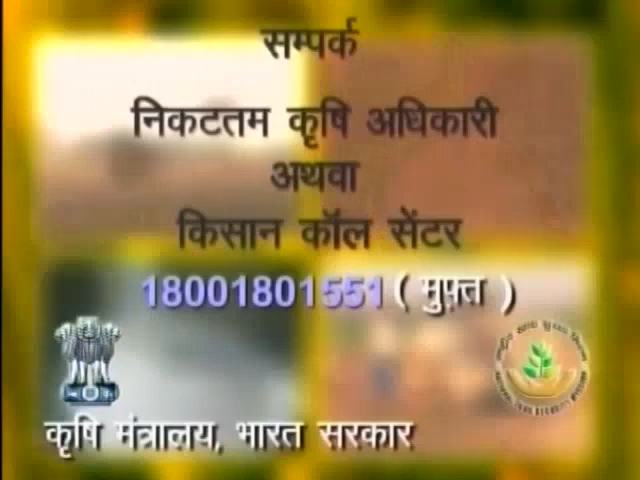 सम्पर्क
निकटतम कृषि अधिकारी
अथवा
किसान कॉल सेंटर
18001801551 ( मुफ़्त )
कृषि मंत्रालय, भारत सरकार